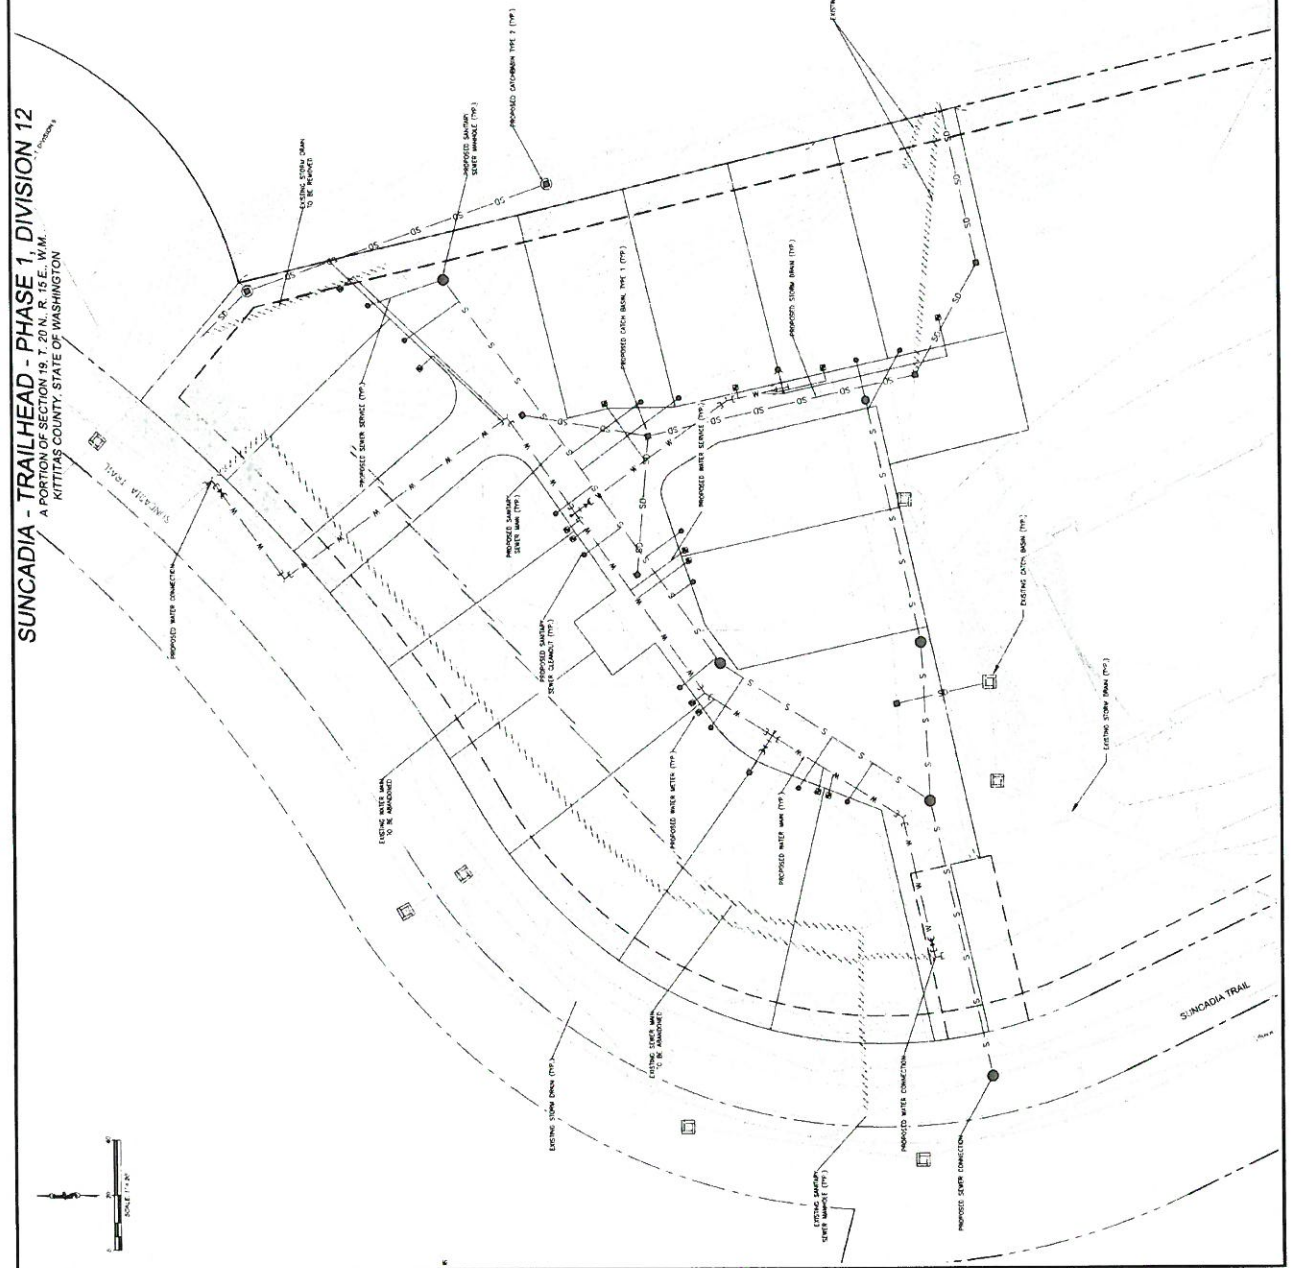 SUNCADIA - TRAILHEAD - PHASE 1, DIVISION 12
A PORTION OF SECTION 19, T. 20 N., R. 15 E., W.M.
KITTITAS COUNTY, STATE OF WASHINGTON
SUNCADIA TRAIL
PROPOSED WATER CONNECTION
EXISTING STORM DRAIN
TO BE REMOVED
PROPOSED SANITARY
SEWER MANHOLE (TYP.)
PROPOSED CATCHBASIN TYPE 2 (TYP.)
PROPOSED SEWER SERVICE (TYP.)
PROPOSED CATCH BASIN, TYPE 1 (TYP.)
PROPOSED STORM DRAIN (TYP.)
PROPOSED WATER SERVICE (TYP.)
PROPOSED SANITARY
SEWER MAIN (TYP.)
PROPOSED SANITARY
SEWER CLEANOUT (TYP.)
EXISTING CATCH BASIN (TYP.)
EXISTING STORM DRAIN (TYP.)
EXISTING WATER MAIN
TO BE ABANDONED
PROPOSED WATER METER (TYP.)
PROPOSED WATER MAIN (TYP.)
EXISTING STORM DRAIN (TYP.)
EXISTING SEWER MAIN
TO BE ABANDONED
EXISTING SANITARY
SEWER MANHOLE (TYP.)
PROPOSED WATER CONNECTION
PROPOSED SEWER CONNECTION
SUNCADIA TRAIL
SCALE: 1"=20'